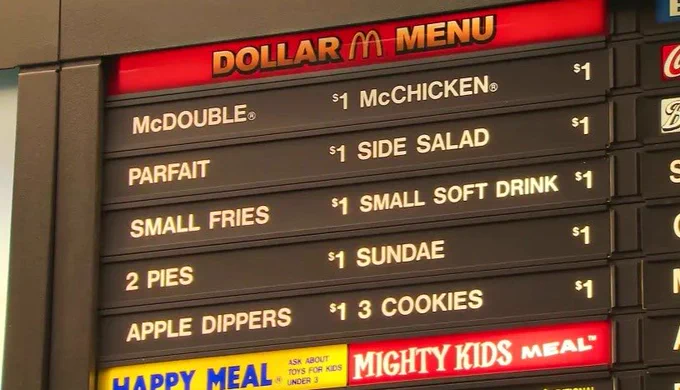 DOLLAR MENU
McDOUBLE® $1 McCHICKEN® $1
PARFAIT $1 SIDE SALAD $1
SMALL FRIES $1 SMALL SOFT DRINK $1
2 PIES $1 SUNDAE $1
APPLE DIPPERS $1 3 COOKIES $1
HAPPY MEAL® ASK ABOUT
TOYS FOR KIDS
UNDER 3
MIGHTY KIDS MEAL™